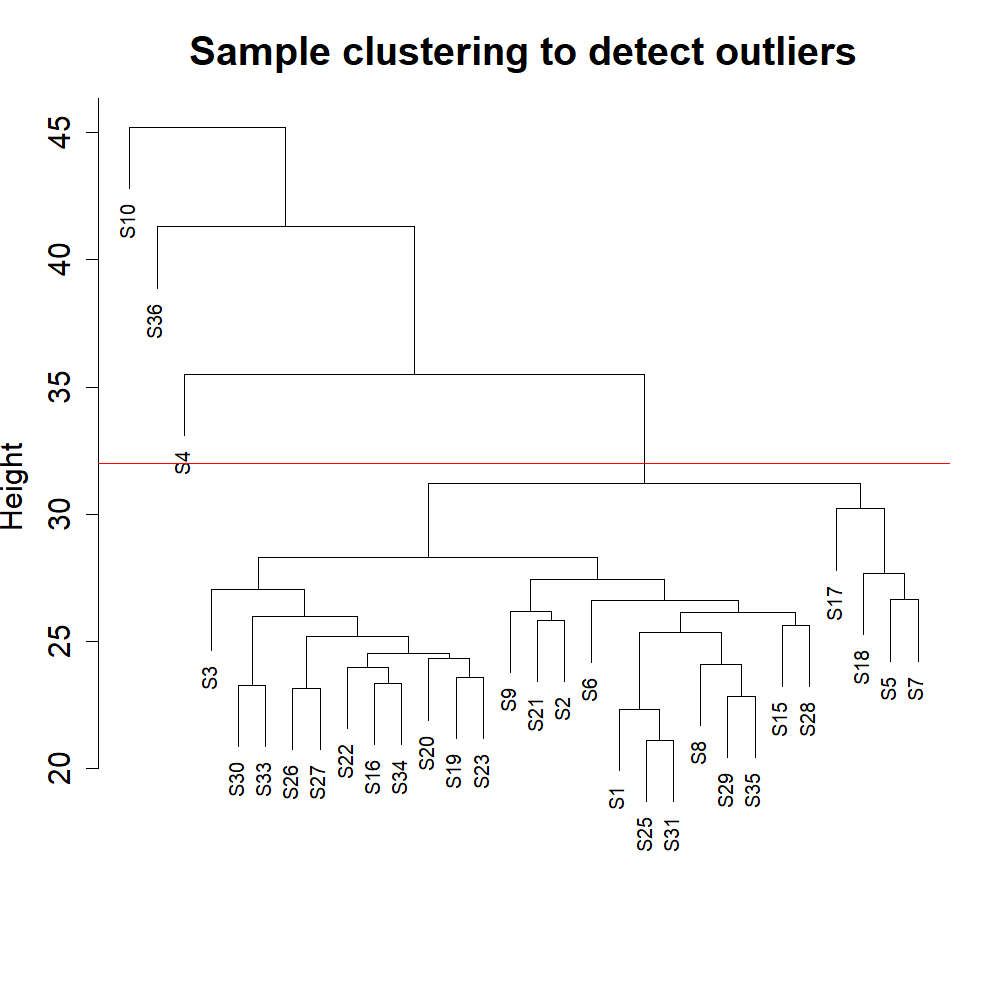 Sample clustering to detect outliers
Height
45
40
35
30
25
20
S10
S36
S4
S3
S30
S33
S26
S27
S22
S16
S34
S20
S19
S23
S9
S21
S2
S6
S1
S25
S31
S8
S29
S35
S15
S28
S17
S18
S5
S7